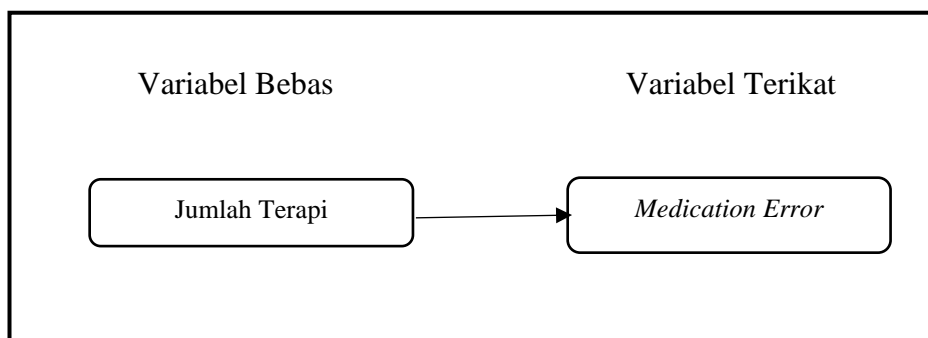 Variabel Bebas
Variabel Terikat
Jumlah Terapi
Medication Error